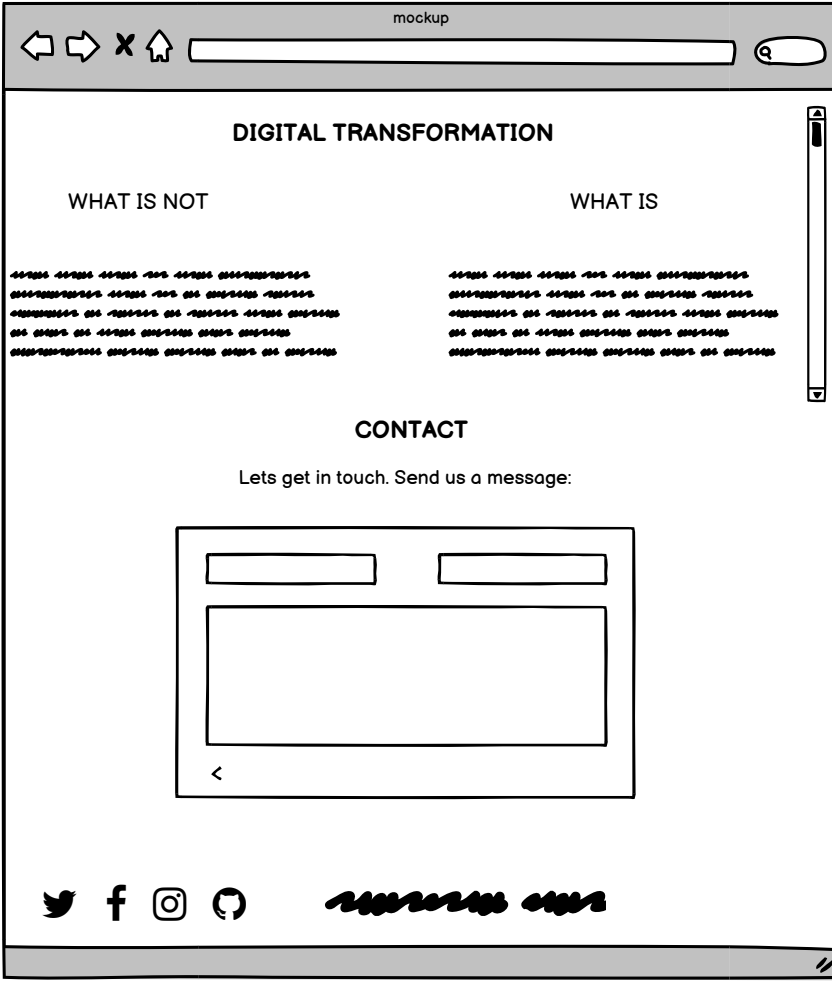 mockup
DIGITAL TRANSFORMATION
WHAT IS NOT
WHAT IS
CONTACT
Lets get in touch. Send us a message:
<